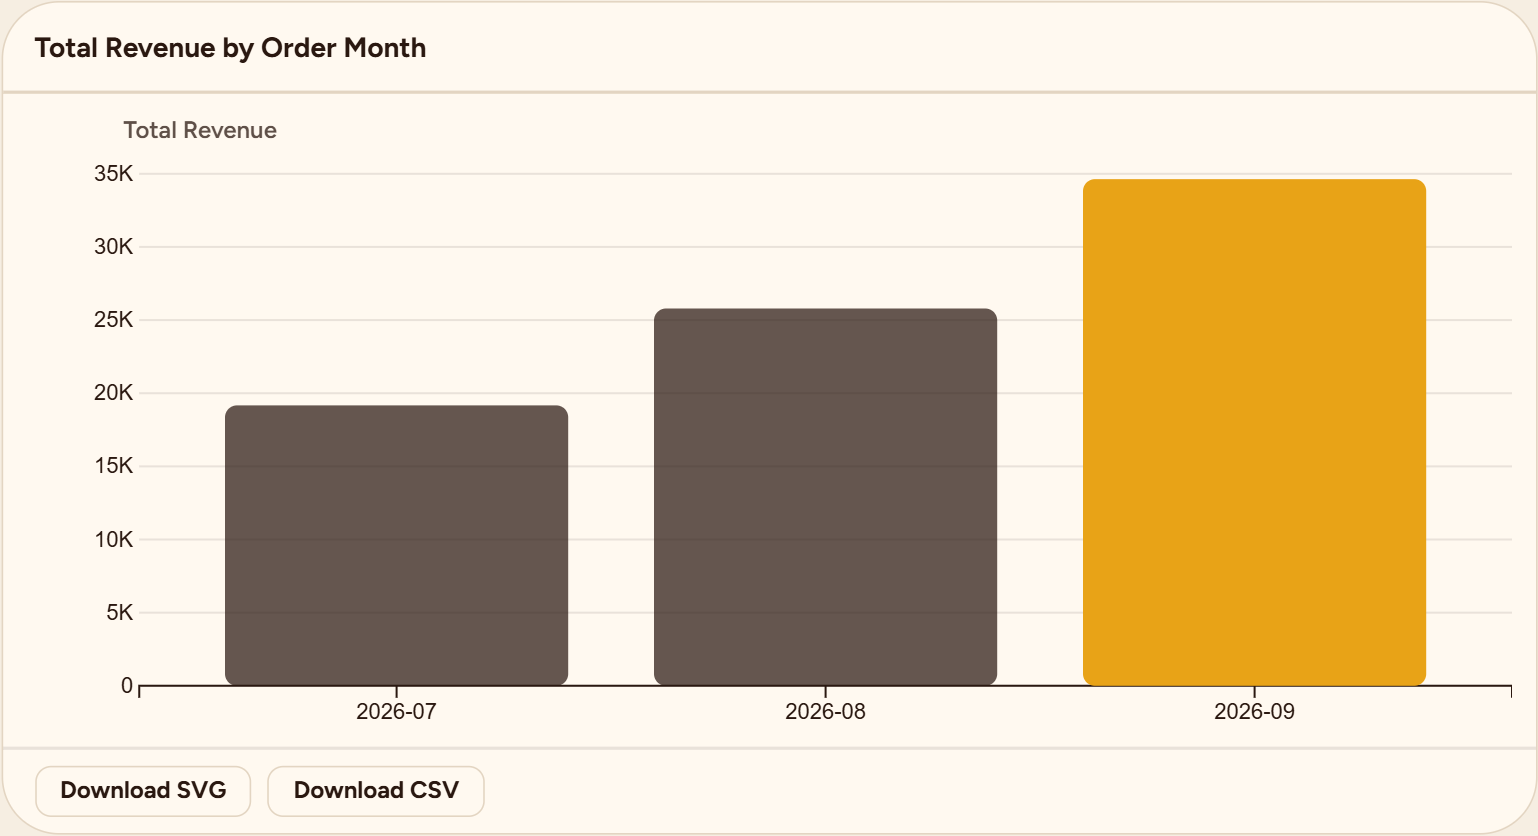 Total Revenue by Order Month
Total Revenue
35K
30K
25K
20K
15K
10K
5K
0
2026-07 2026-08 2026-09
Download SVG Download CSV